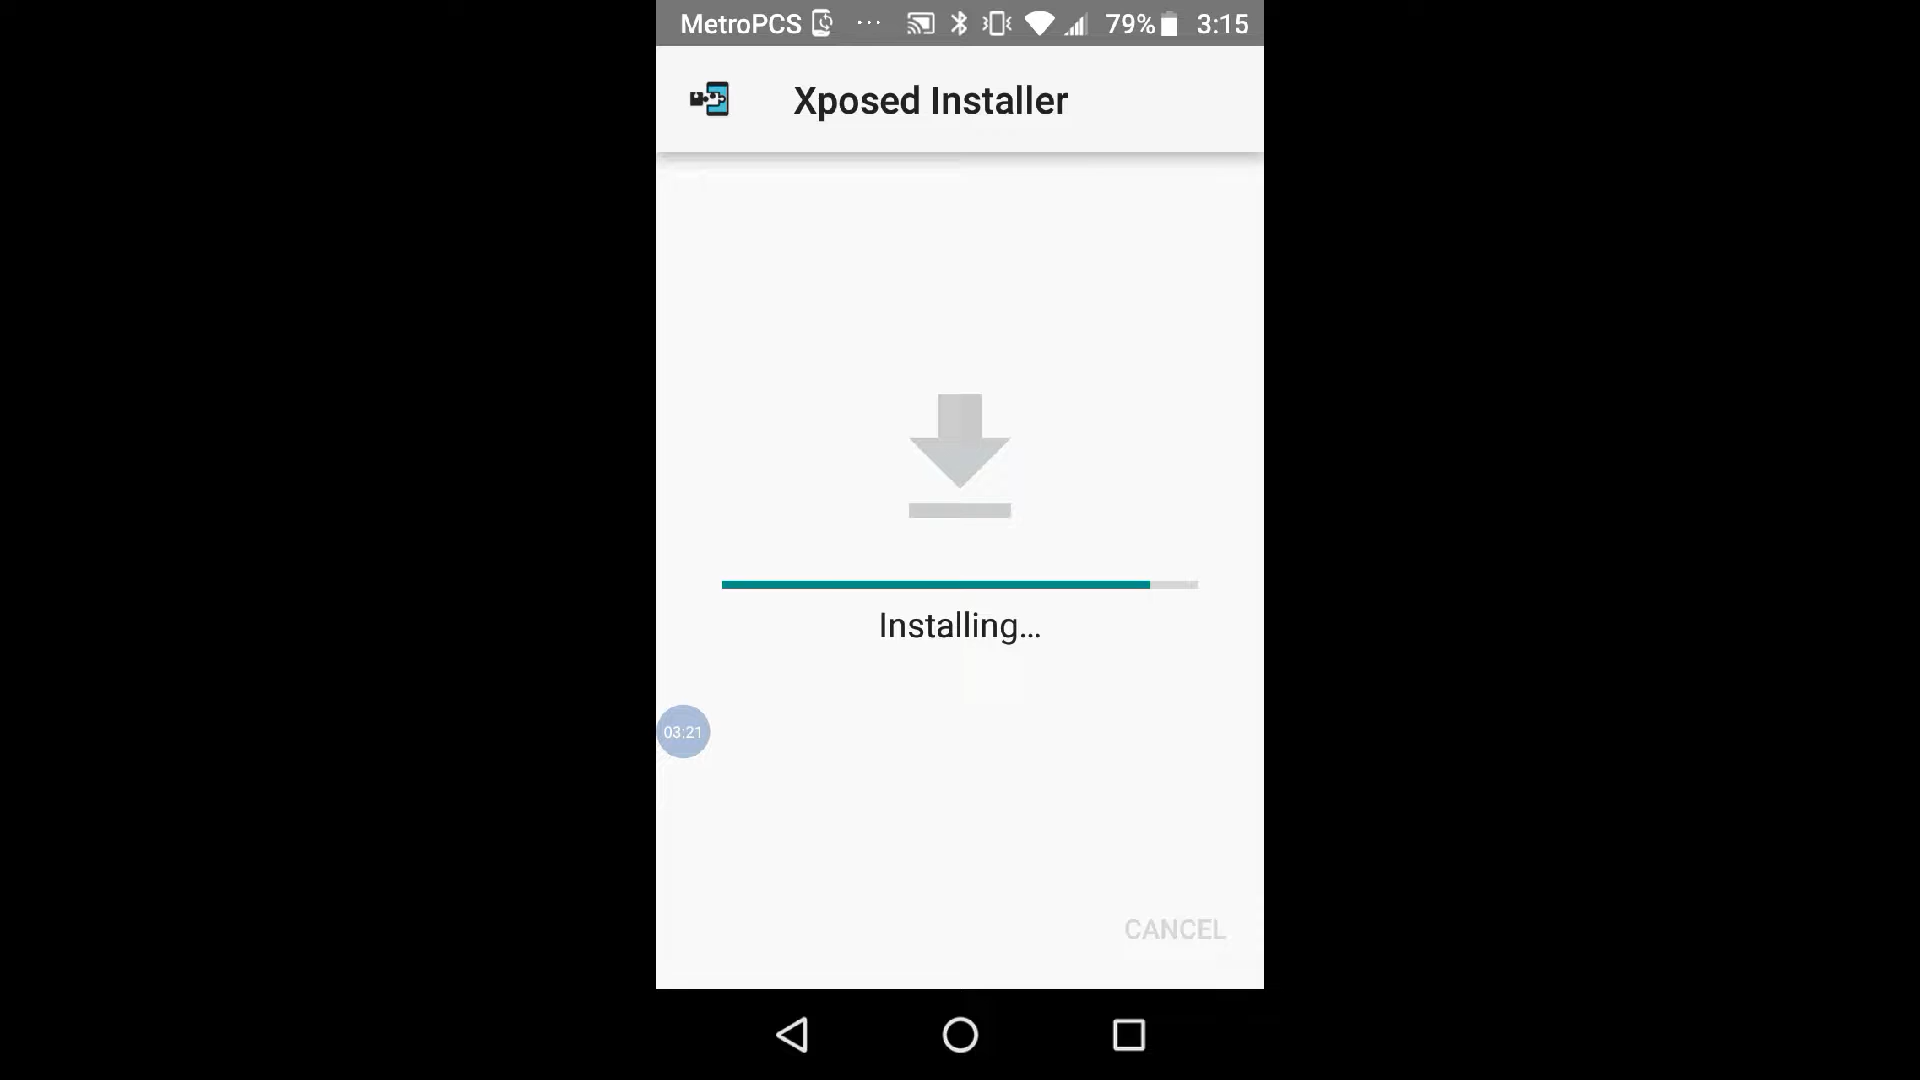 MetroPCS ... 79% 3:15
Xposed Installer
Installing...
03:21
CANCEL